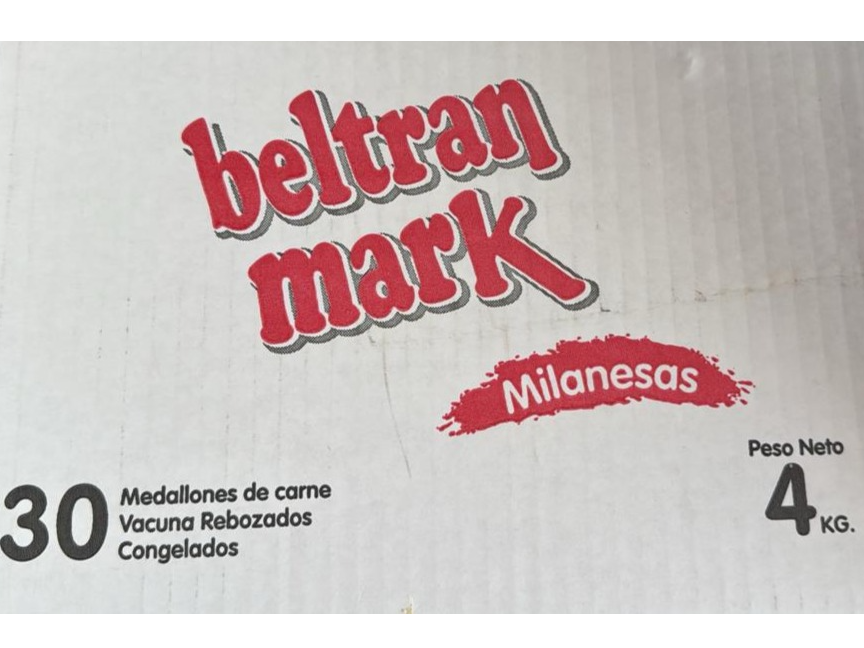 beltran
mark
Milanesas
Peso Neto
4 KG.
30 Medallones de carne
Vacuna Rebozados
Congelados